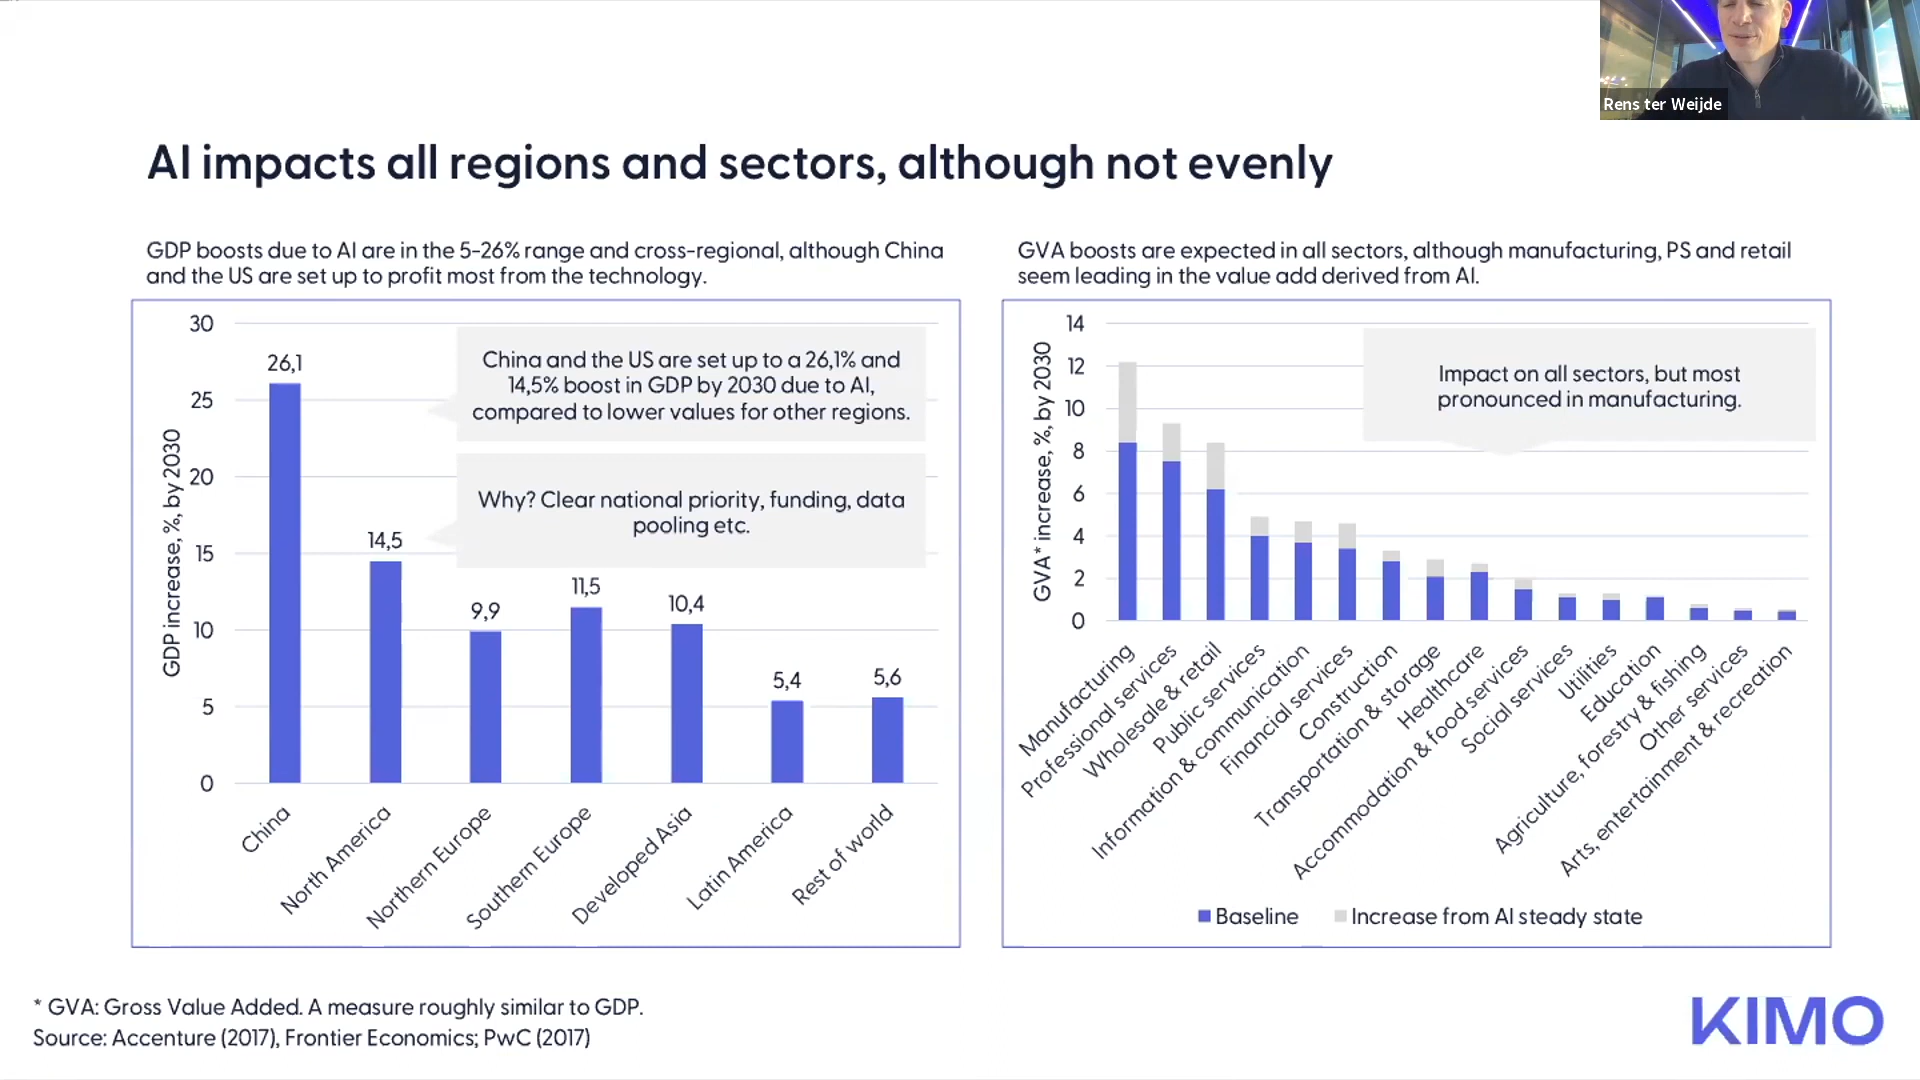 Rens ter Weijde
AI impacts all regions and sectors, although not evenly
GDP boosts due to AI are in the 5-26% range and cross-regional, although China
and the US are set up to profit most from the technology.
GDP increase, %, by 2030
30
25
20
15
10
5
0
26,1
14,5
9,9
11,5
10,4
5,4
5,6
China and the US are set up to a 26,1% and
14,5% boost in GDP by 2030 due to AI,
compared to lower values for other regions.
Why? Clear national priority, funding, data
pooling etc.
China
North America
Northern Europe
Southern Europe
Developed Asia
Latin America
Rest of world
GVA boosts are expected in all sectors, although manufacturing, PS and retail
seem leading in the value add derived from AI.
GVA* increase, %, by 2030
14
12
10
8
6
4
2
0
Impact on all sectors, but most
pronounced in manufacturing.
Manufacturing
Professional services
Wholesale & retail
Public services
Information & communication
Financial services
Construction
Transportation & storage
Healthcare
Accommodation & food services
Social services
Utilities
Education
Agriculture, forestry & fishing
Other services
Arts, entertainment & recreation
Baseline
Increase from AI steady state
* GVA: Gross Value Added. A measure roughly similar to GDP.
Source: Accenture (2017), Frontier Economics; PwC (2017)
KIMO